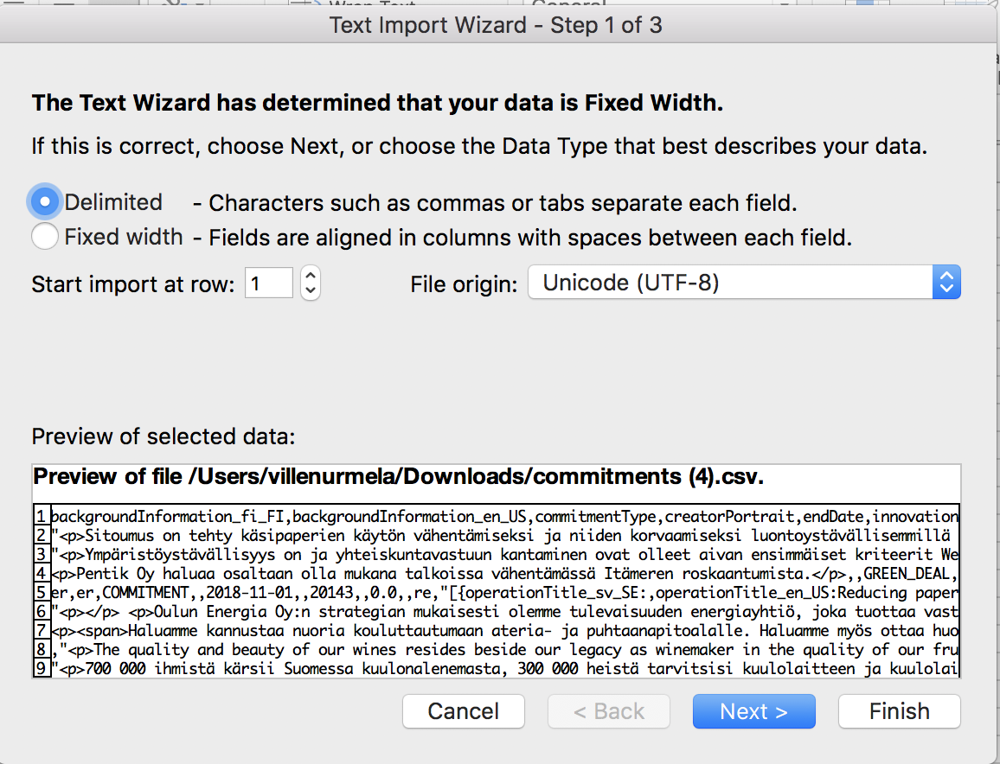 Wrap Text
General
Text Import Wizard - Step 1 of 3
The Text Wizard has determined that your data is Fixed Width.
If this is correct, choose Next, or choose the Data Type that best describes your data.
Delimited - Characters such as commas or tabs separate each field.
Fixed width - Fields are aligned in columns with spaces between each field.
Start import at row: 1 File origin: Unicode (UTF-8)
Preview of selected data:
Preview of file /Users/villenurmela/Downloads/commitments (4).csv.
1 backgroundInformation_fi_FI,backgroundInformation_en_US,commitmentType,creatorPortrait,endDate,innovation
2 "<p>Sitoumus on tehty käsipaperien käytön vähentämiseksi ja niiden korvaamiseksi luontoystävällisemmillä
3 "<p>Ympäristöystävällisyys on ja yhteiskuntavastuun kantaminen ovat olleet aivan ensimmäiset kriteerit We
4 <p>Pentik Oy haluaa osaltaan olla mukana talkoissa vähentämässä Itämeren roskaantumista.</p>,,GREEN_DEAL,
5 er,er,COMMITMENT,,2018-11-01,,20143,,0.0,,re,"[{operationTitle_sv_SE:,operationTitle_en_US:Reducing paper
6 "<p></p> <p>Oulun Energia Oy:n strategian mukaisesti olemme tulevaisuuden energiayhtiö, joka tuottaa vast
7 <p><span>Haluamme kannustaa nuoria kouluttautumaan ateria- ja puhtaanapitoalalle. Haluamme myös ottaa huo
8 ,"<p>The quality and beauty of our wines resides beside our legacy as winemaker in the quality of our fru
9 "<p>700 000 ihmistä kärsii Suomessa kuulonalenemasta, 300 000 heistä tarvitsisi kuulolaitteen ja kuulolai
Cancel < Back Next > Finish